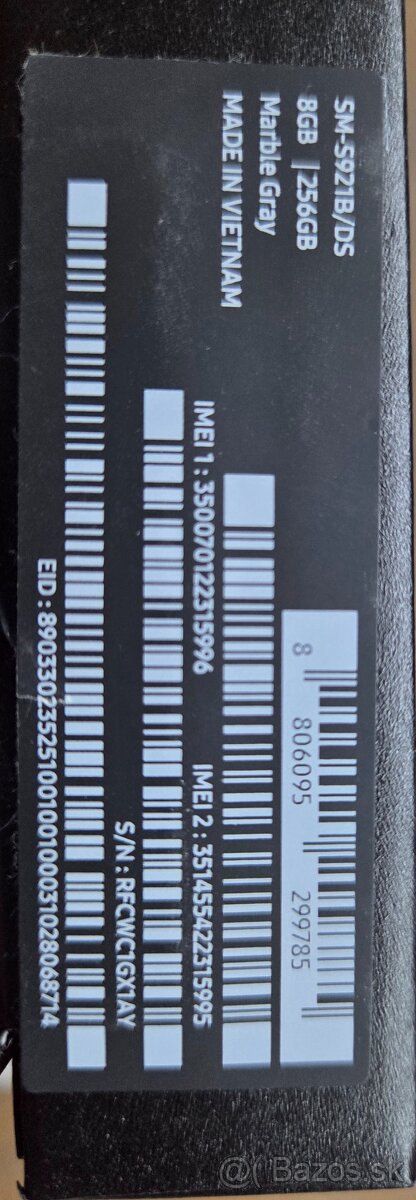 SM-S921B/DS
8GB | 256GB
Marble Gray
MADE IN VIETNAM
8 806095 299785
IMEI 1 : 350070122315996
IMEI 2 : 351455422315995
S/N : RFCWC1GX1AY
EID : 89033023525100100100031028068714
@( Bazos.sk